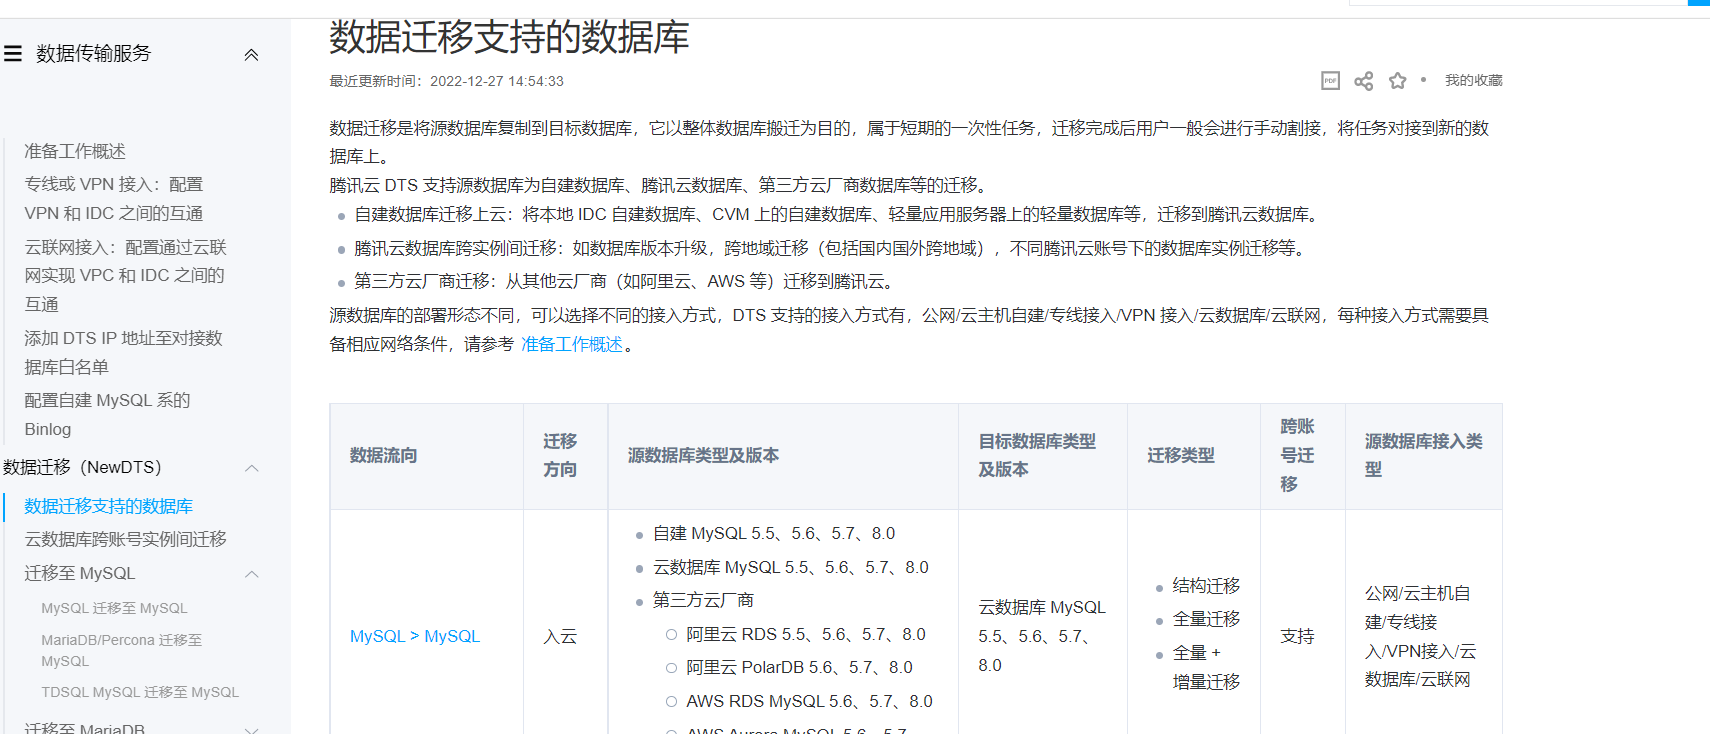 数据传输服务
准备工作概述
专线或 VPN 接入：配置
VPN 和 IDC 之间的互通
云联网接入：配置通过云联
网实现 VPC 和 IDC 之间的
互通
添加 DTS IP 地址至对接数
据库白名单
配置自建 MySQL 系的
Binlog
数据迁移（NewDTS）
数据迁移支持的数据库
云数据库跨账号实例间迁移
迁移至 MySQL
MySQL 迁移至 MySQL
MariaDB/Percona 迁移至
MySQL
TDSQL MySQL 迁移至 MySQL
迁移至 MariaDB
数据迁移支持的数据库
最近更新时间：2022-12-27 14:54:33
PDF
我的收藏
数据迁移是将源数据库复制到目标数据库，它以整体数据库搬迁为目的，属于短期的一次性任务，迁移完成后用户一般会进行手动割接，将任务对接到新的数
据库上。
腾讯云 DTS 支持源数据库为自建数据库、腾讯云数据库、第三方云厂商数据库等的迁移。
自建数据库迁移上云：将本地 IDC 自建数据库、CVM 上的自建数据库、轻量应用服务器上的轻量数据库等，迁移到腾讯云数据库。
腾讯云数据库跨实例间迁移：如数据库版本升级，跨地域迁移（包括国内国外跨地域），不同腾讯云账号下的数据库实例迁移等。
第三方云厂商迁移：从其他云厂商（如阿里云、AWS 等）迁移到腾讯云。
源数据库的部署形态不同，可以选择不同的接入方式，DTS 支持的接入方式有，公网/云主机自建/专线接入/VPN 接入/云数据库/云联网，每种接入方式需要具
备相应网络条件，请参考 准备工作概述。
数据流向
迁移
方向
源数据库类型及版本
目标数据库类型
及版本
迁移类型
跨账
号迁
移
源数据库接入类
型
MySQL > MySQL
入云
自建 MySQL 5.5、5.6、5.7、8.0
云数据库 MySQL 5.5、5.6、5.7、8.0
第三方云厂商
阿里云 RDS 5.5、5.6、5.7、8.0
阿里云 PolarDB 5.6、5.7、8.0
AWS RDS MySQL 5.6、5.7、8.0
AWS Aurora MySQL 5.6、5.7
云数据库 MySQL
5.5、5.6、5.7、
8.0
结构迁移
全量迁移
全量 +
增量迁移
支持
公网/云主机自
建/专线接
入/VPN接入/云
数据库/云联网